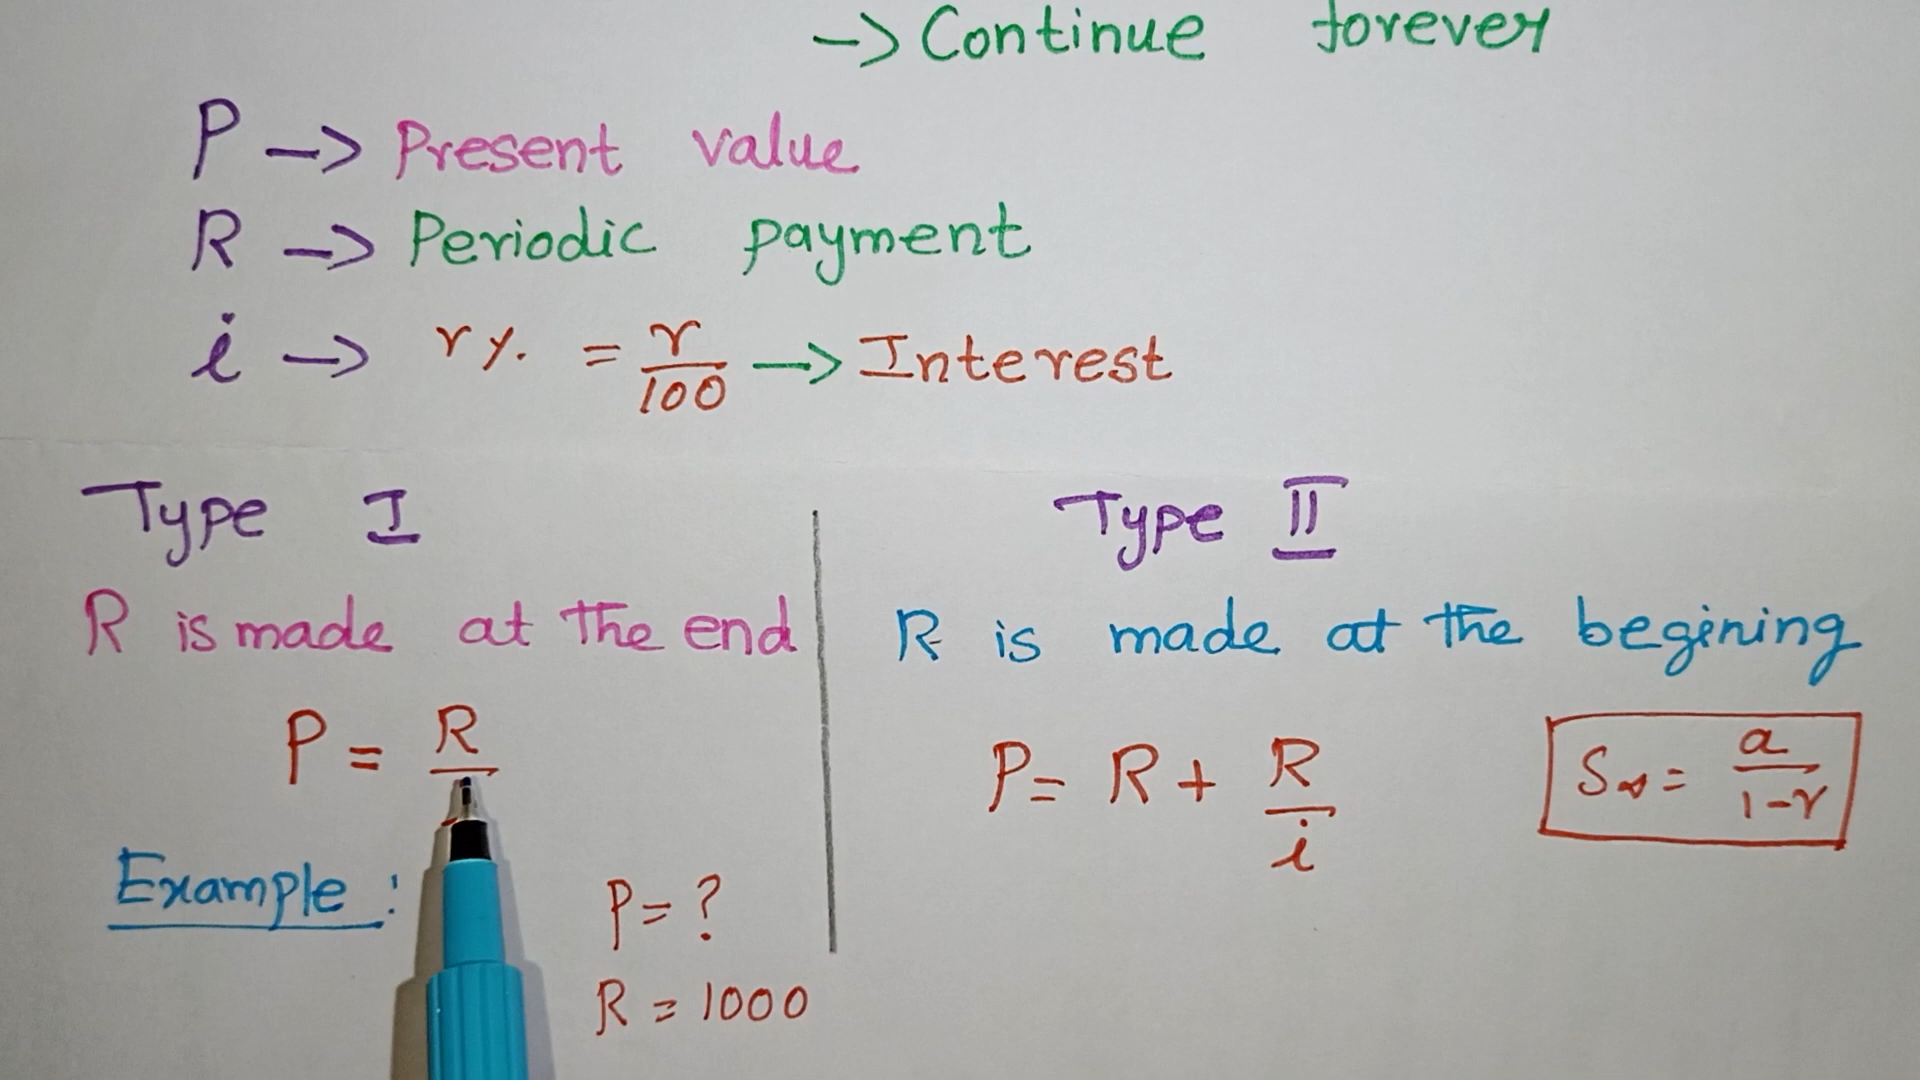 -> Continue forever
P -> Present value
R -> Periodic payment
i -> r%. = r/100 -> Interest
Type I
R is made at the end
P = R
Example :
P = ?
R = 1000
Type II
R is made at the begining
P = R + R/i
S∞ = a/1-r